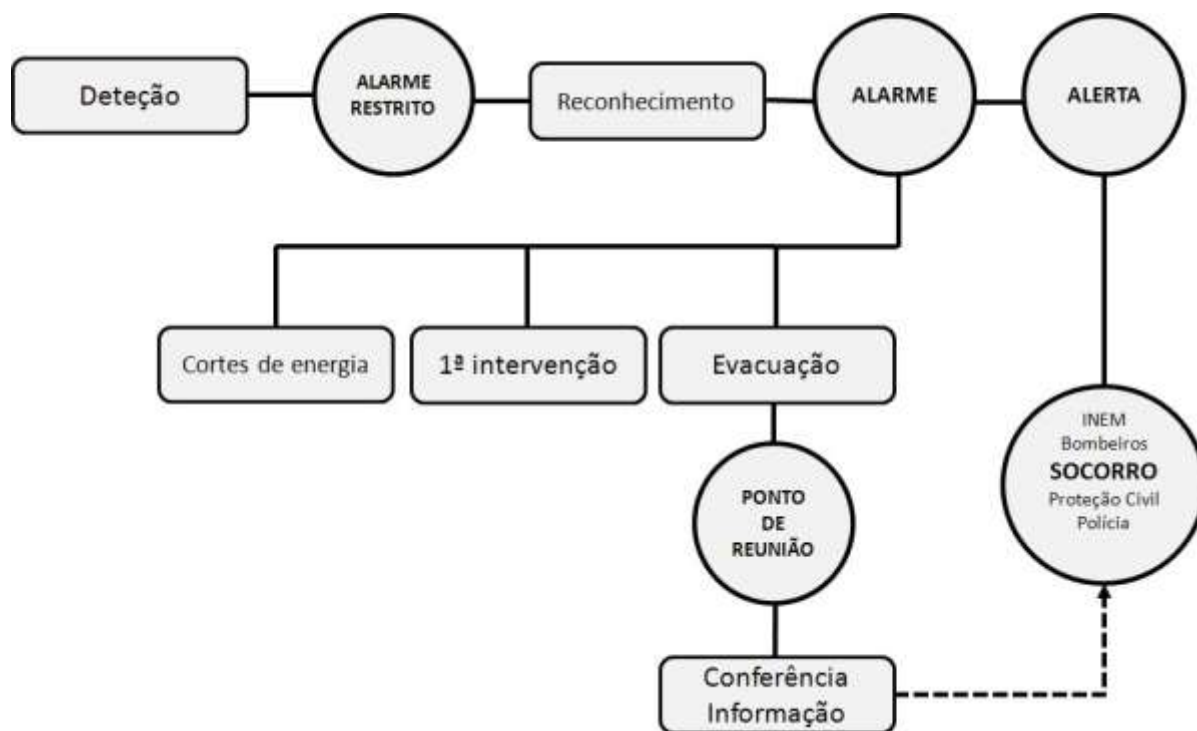 Deteção
ALARME
RESTRITO
Reconhecimento
ALARME
ALERTA
Cortes de energia
1ª intervenção
Evacuação
INEM
Bombeiros
SOCORRO
Proteção Civil
Polícia
PONTO
DE
REUNIÃO
Conferência
Informação